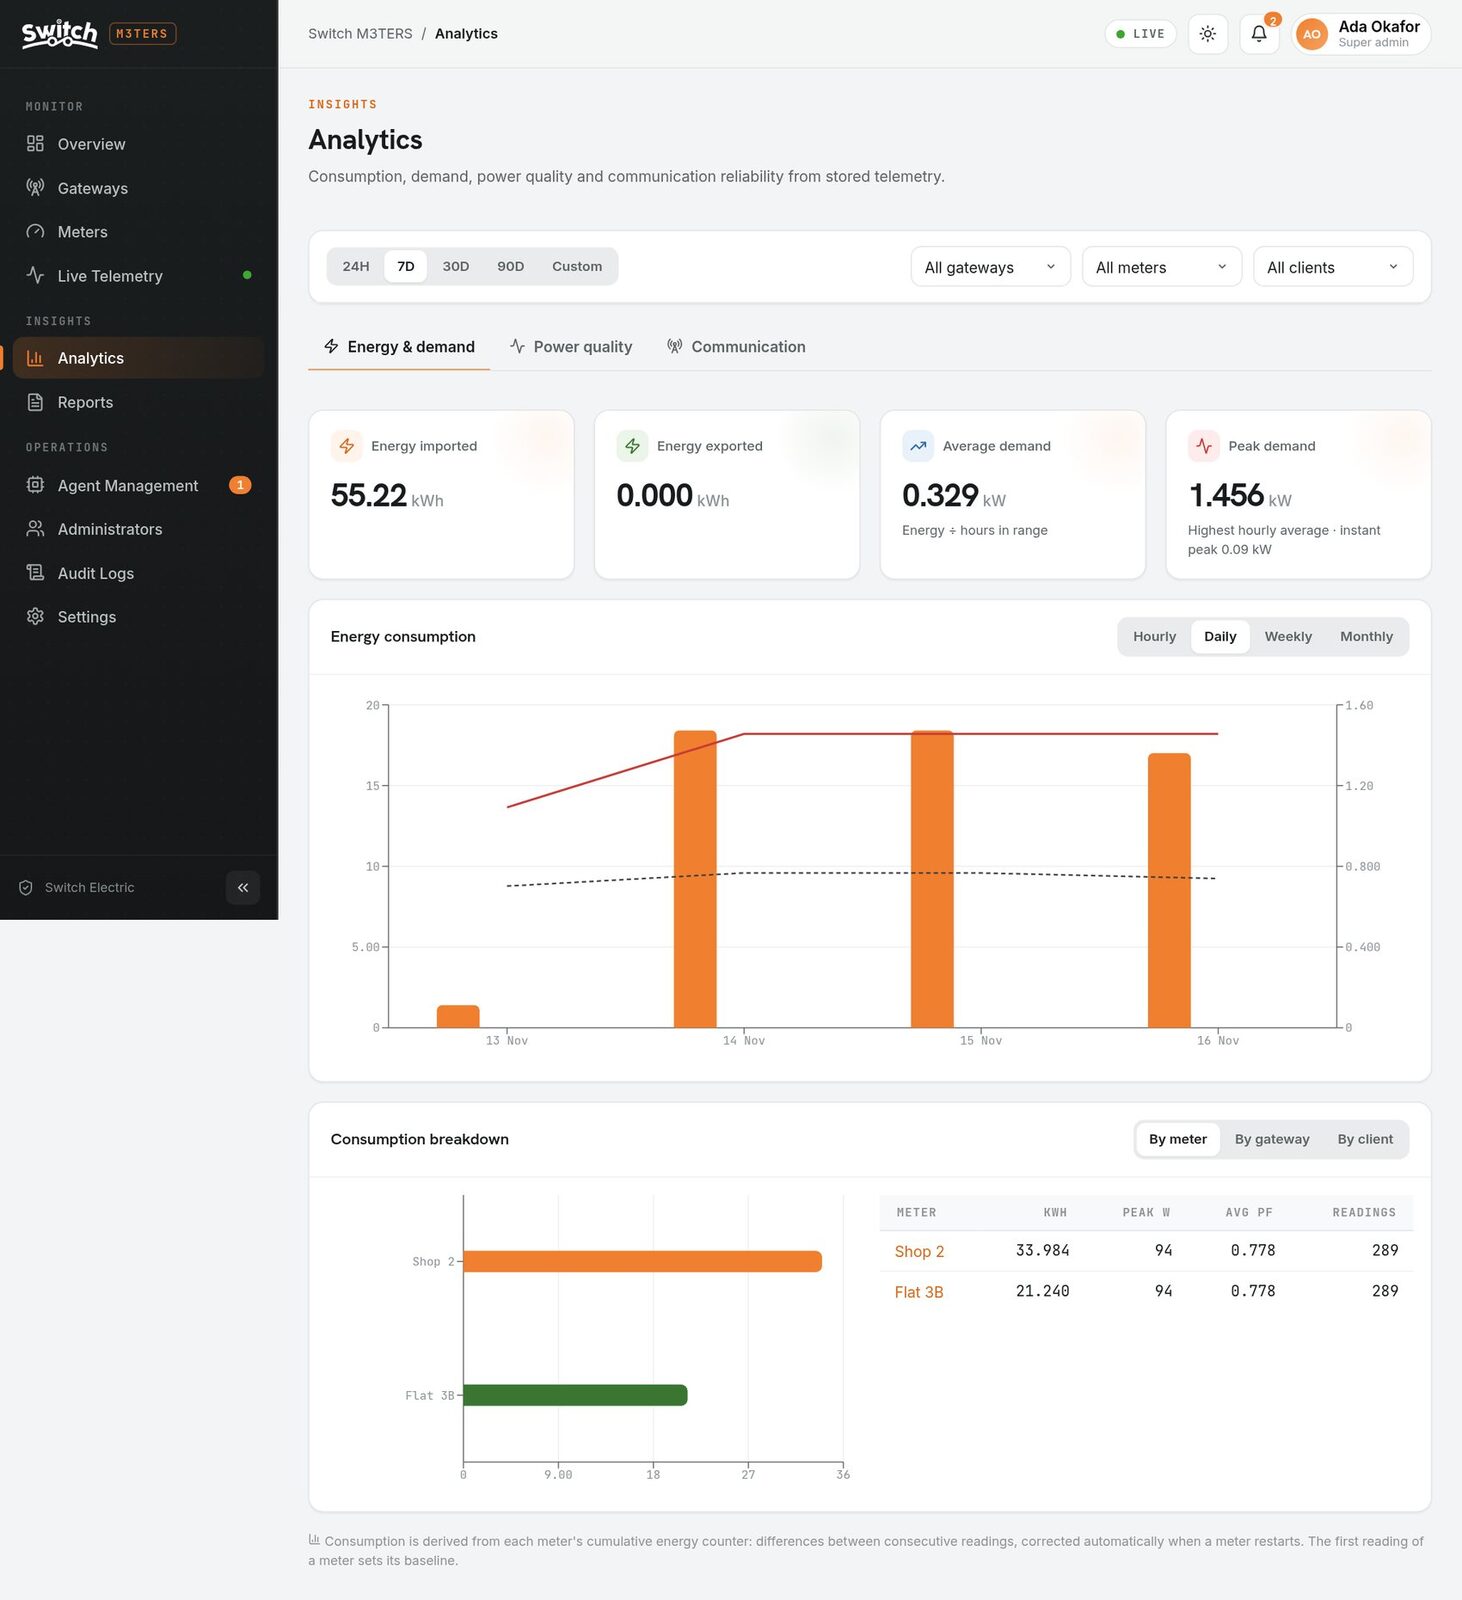 Switch M3TERS
Switch M3TERS / Analytics
LIVE
2
AO
Ada Okafor
Super admin
MONITOR
Overview
Gateways
Meters
Live Telemetry
INSIGHTS
Analytics
Reports
OPERATIONS
Agent Management 1
Administrators
Audit Logs
Settings
Switch Electric
INSIGHTS
Analytics
Consumption, demand, power quality and communication reliability from stored telemetry.
24H 7D 30D 90D Custom
All gateways All meters All clients
Energy & demand Power quality Communication
Energy imported
55.22 kWh
Energy exported
0.000 kWh
Average demand
0.329 kW
Energy ÷ hours in range
Peak demand
1.456 kW
Highest hourly average · instant
peak 0.09 kW
Energy consumption
Hourly Daily Weekly Monthly
20 1.60
15 1.20
10 0.800
5.00 0.400
0 0
13 Nov 14 Nov 15 Nov 16 Nov
Consumption breakdown
By meter By gateway By client
Shop 2
Flat 3B
0 9.00 18 27 36
METER KWH PEAK W AVG PF READINGS
Shop 2 33.984 94 0.778 289
Flat 3B 21.240 94 0.778 289
Consumption is derived from each meter's cumulative energy counter: differences between consecutive readings, corrected automatically when a meter restarts. The first reading of
a meter sets its baseline.